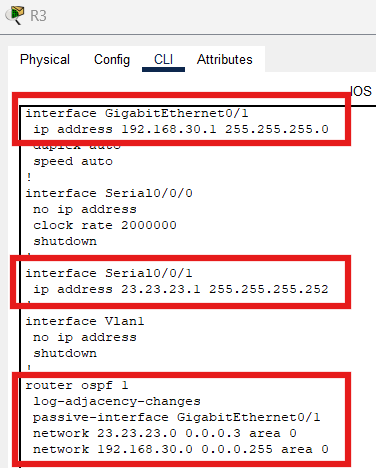 R3
Physical Config CLI Attributes
IOS
interface GigabitEthernet0/1
ip address 192.168.30.1 255.255.255.0
duplex auto
speed auto
!
interface Serial0/0/0
no ip address
clock rate 2000000
shutdown
!
interface Serial0/0/1
ip address 23.23.23.1 255.255.255.252
!
interface Vlan1
no ip address
shutdown
!
router ospf 1
log-adjacency-changes
passive-interface GigabitEthernet0/1
network 23.23.23.0 0.0.0.3 area 0
network 192.168.30.0 0.0.0.255 area 0